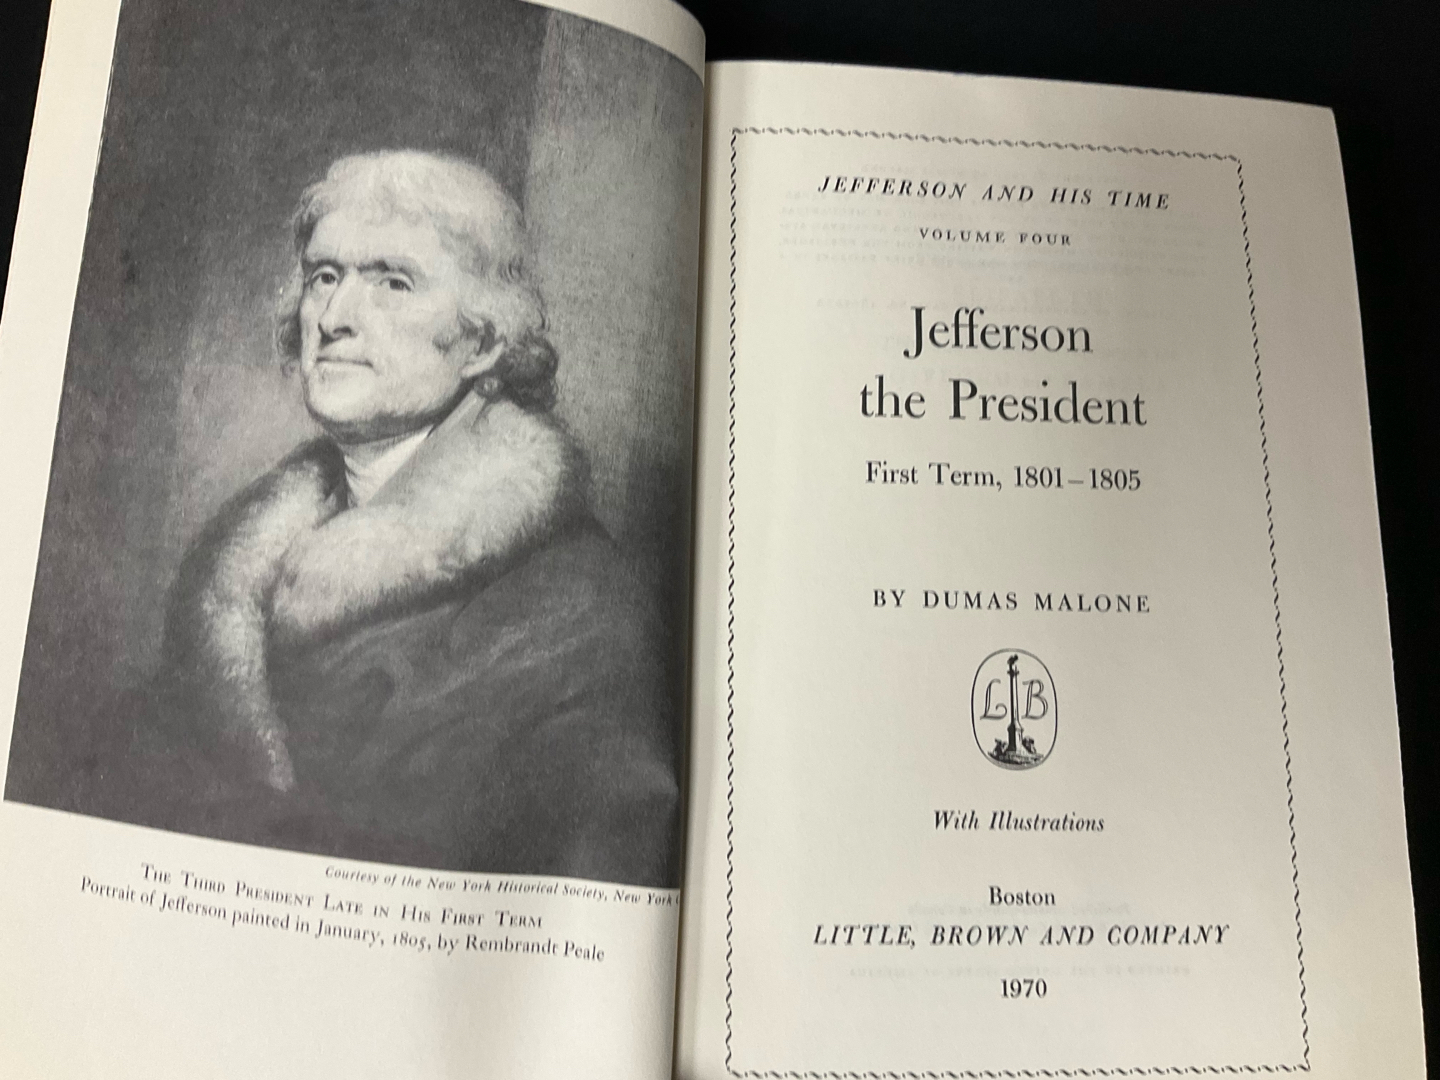 Courtesy of the New York Historical Society, New York
THE THIRD PRESIDENT LATE IN HIS FIRST TERM
Portrait of Jefferson painted in January, 1805, by Rembrandt Peale
JEFFERSON AND HIS TIME
VOLUME FOUR
Jefferson
the President
First Term, 1801–1805
BY DUMAS MALONE
L B
With Illustrations
Boston
LITTLE, BROWN AND COMPANY
1970